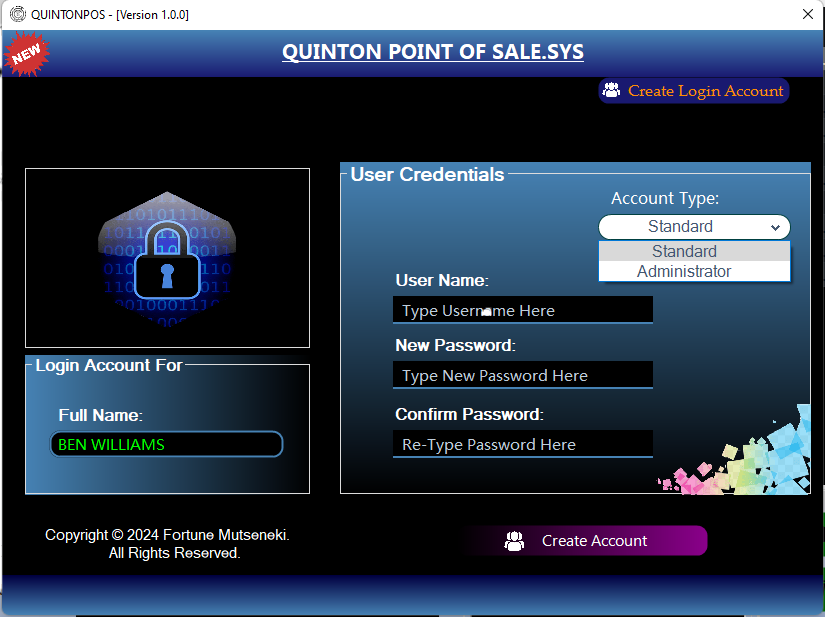 QUINTONPOS - [Version 1.0.0]
NEW
QUINTON POINT OF SALE.SYS
Create Login Account
User Credentials
Account Type:
Standard
Standard
Administrator
User Name:
Type Username Here
New Password:
Type New Password Here
Confirm Password:
Re-Type Password Here
Login Account For
Full Name:
BEN WILLIAMS
Copyright © 2024 Fortune Mutseneki.
All Rights Reserved.
Create Account